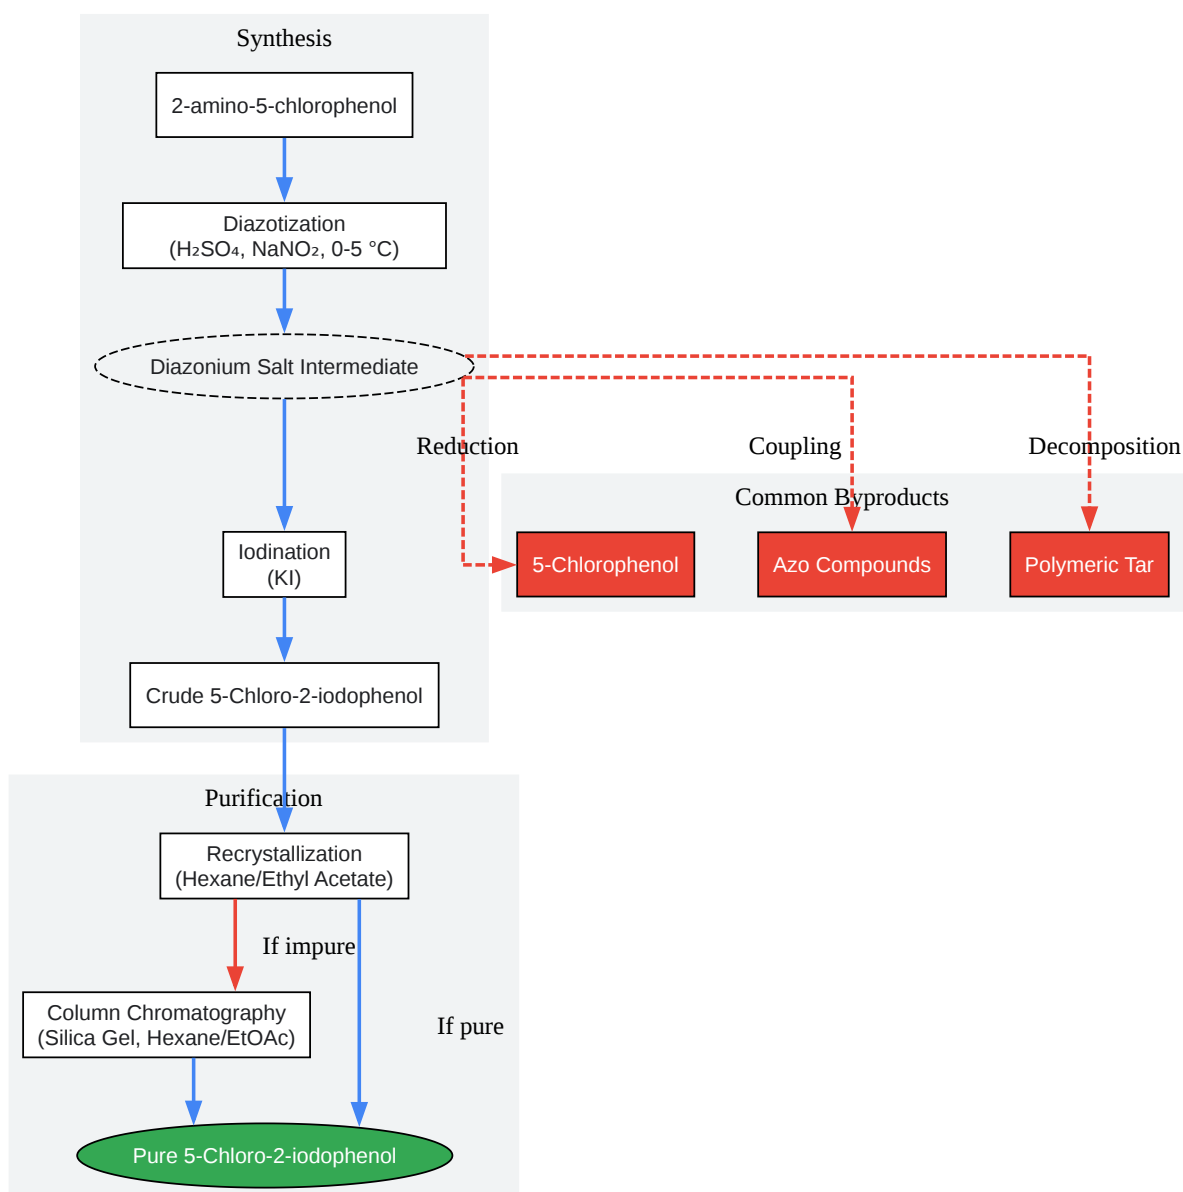 Synthesis
2-amino-5-chlorophenol
Diazotization
(H₂SO₄, NaNO₂, 0-5 °C)
Diazonium Salt Intermediate
Reduction
Coupling
Decomposition
Common Byproducts
5-Chlorophenol
Azo Compounds
Polymeric Tar
Iodination
(KI)
Crude 5-Chloro-2-iodophenol
Purification
Recrystallization
(Hexane/Ethyl Acetate)
If impure
Column Chromatography
(Silica Gel, Hexane/EtOAc)
If pure
Pure 5-Chloro-2-iodophenol